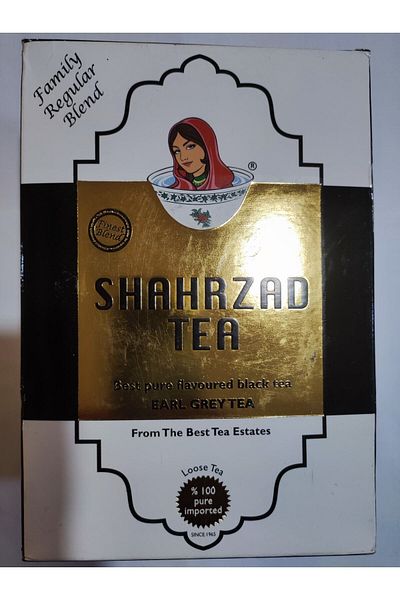 Family
Regular
Blend
®
Finest
Blend
SHAHRZAD
TEA
Best pure flavoured black tea
EARL GREY TEA
From The Best Tea Estates
Loose Tea
% 100
pure
imported
SINCE 1965